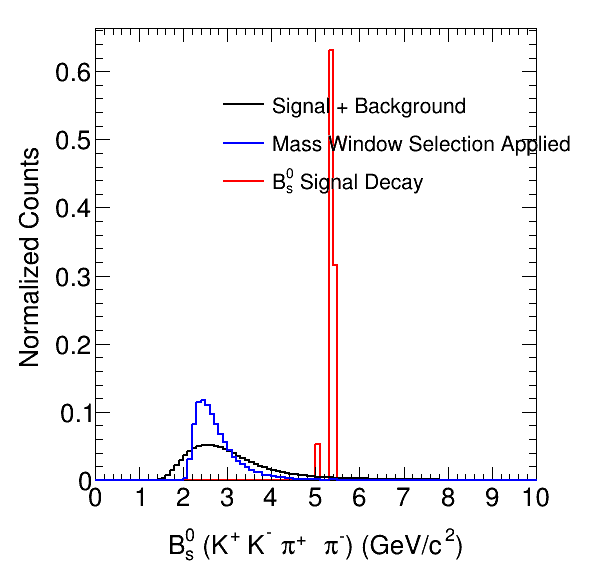 Normalized Counts
0.6
0.5
0.4
0.3
0.2
0.1
0
Signal + Background
Mass Window Selection Applied
B⁰ₛ Signal Decay
0 1 2 3 4 5 6 7 8 9 10
B⁰ₛ (K⁺ K⁻ π⁺ π⁻) (GeV/c²)